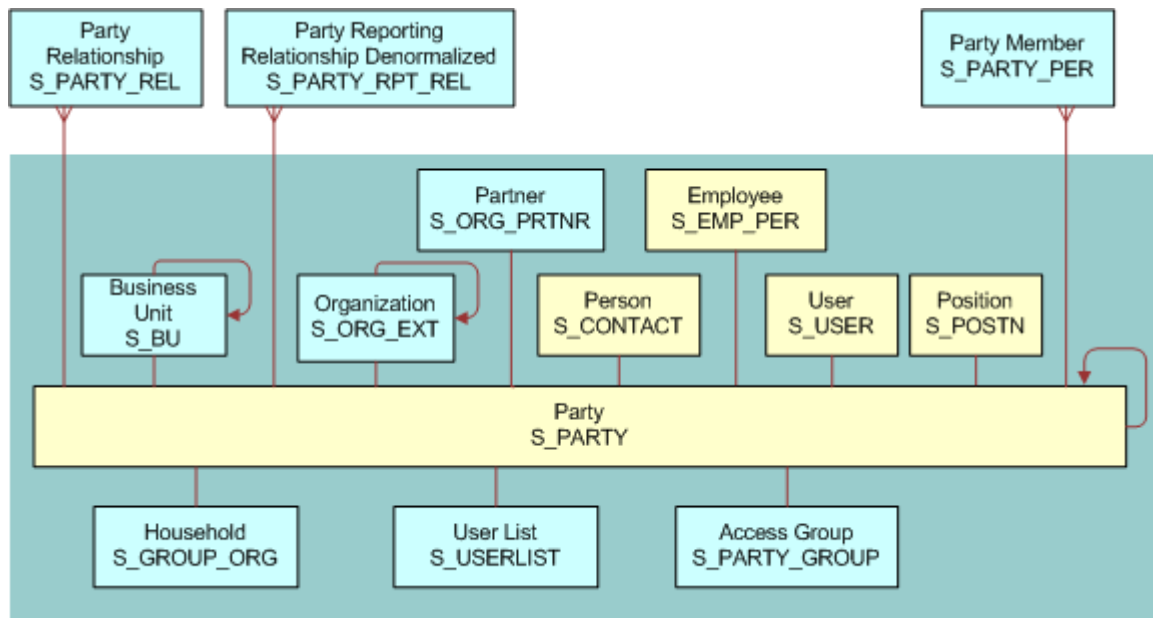 Party
Relationship
S_PARTY_REL
Party Reporting
Relationship Denormalized
S_PARTY_RPT_REL
Party Member
S_PARTY_PER
Partner
S_ORG_PRTNR
Employee
S_EMP_PER
Business
Unit
S_BU
Organization
S_ORG_EXT
Person
S_CONTACT
User
S_USER
Position
S_POSTN
Party
S_PARTY
Household
S_GROUP_ORG
User List
S_USERLIST
Access Group
S_PARTY_GROUP